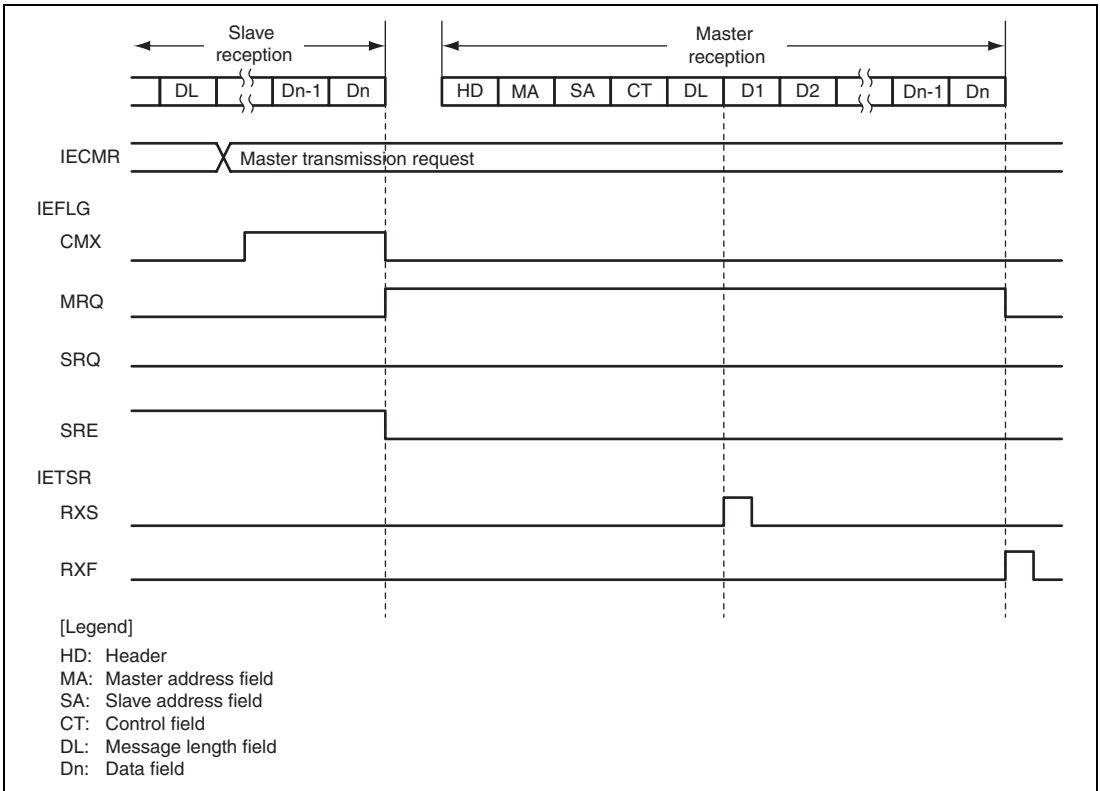 Slave reception
Master reception
DL Dn-1 Dn HD MA SA CT DL D1 D2 Dn-1 Dn
IECMR Master transmission request
IEFLG
CMX
MRQ
SRQ
SRE
IETSR
RXS
RXF
[Legend]
HD: Header
MA: Master address field
SA: Slave address field
CT: Control field
DL: Message length field
Dn: Data field